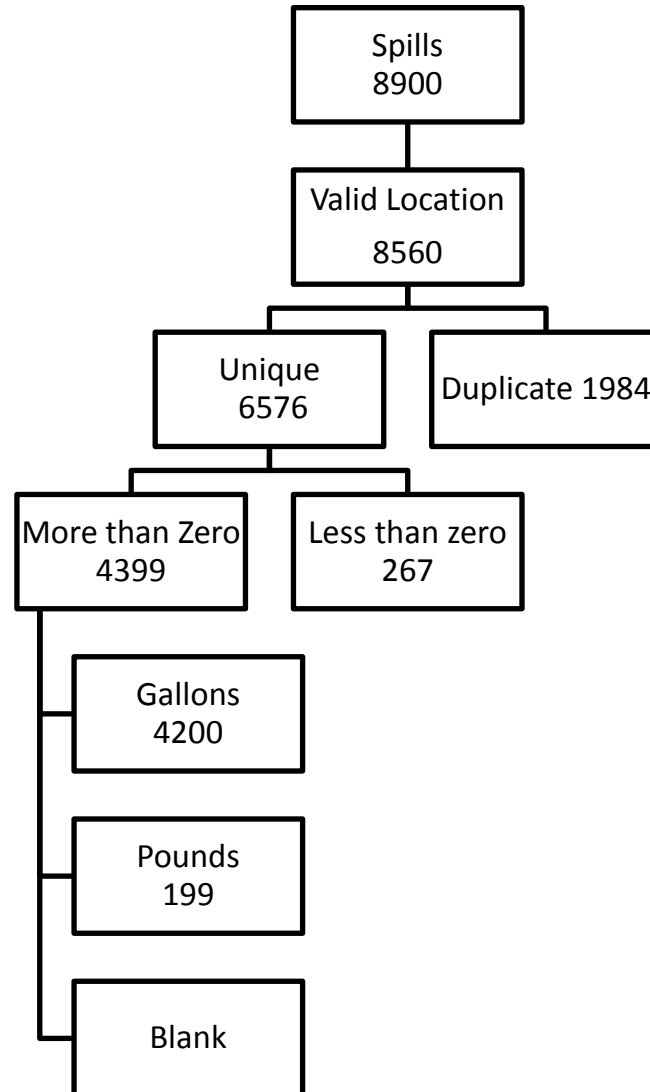 Spills
8900
Valid Location
8560
Unique
6576
Duplicate 1984
More than Zero
4399
Less than zero
267
Gallons
4200
Pounds
199
Blank